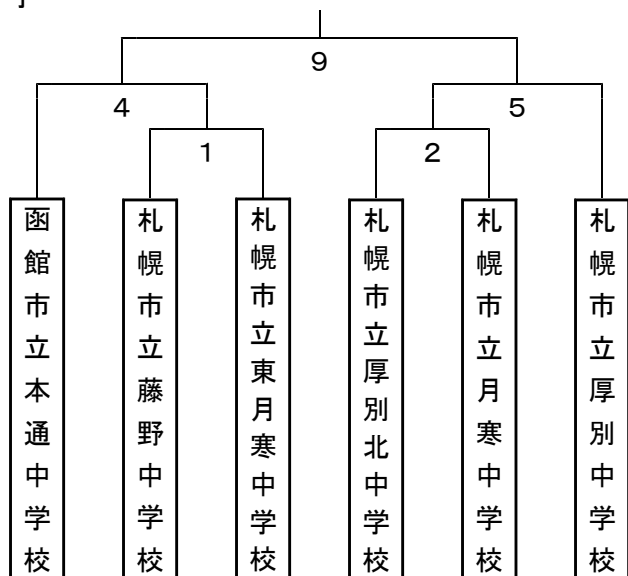 9
4
5
1
2
函館市立本通中学校
札幌市立藤野中学校
札幌市立東月寒中学校
札幌市立厚別北中学校
札幌市立月寒中学校
札幌市立厚別中学校